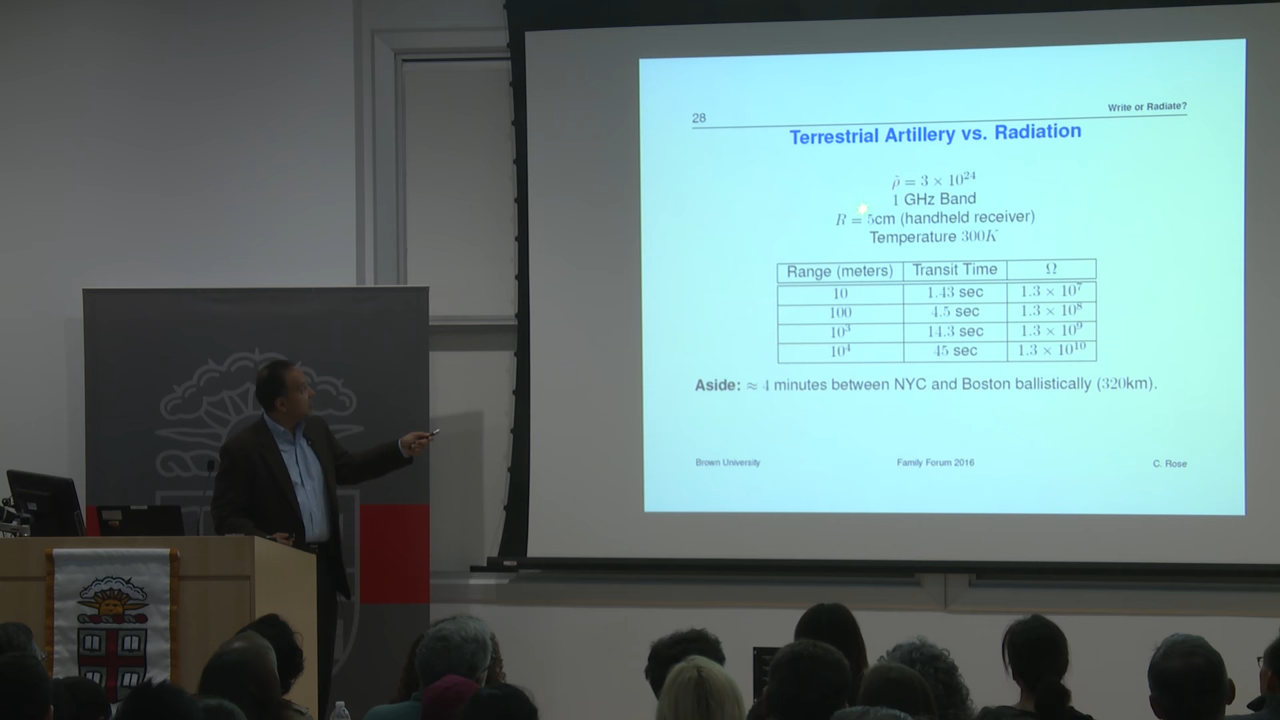 28
Write or Radiate?
Terrestrial Artillery vs. Radiation
ρ̃ = 3 × 10²⁴
1 GHz Band
R = 5cm (handheld receiver)
Temperature 300K
Range (meters) Transit Time Ω
10 1.43 sec 1.3 × 10⁷
100 4.5 sec 1.3 × 10⁸
10³ 14.3 sec 1.3 × 10⁹
10⁴ 45 sec 1.3 × 10¹⁰
Aside: ≈ 4 minutes between NYC and Boston ballistically (320km).
Brown University Family Forum 2016 C. Rose